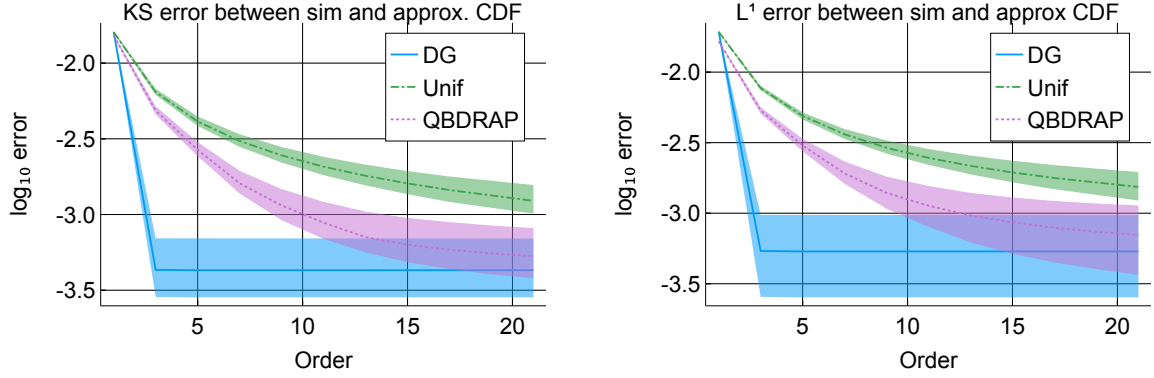 KS error between sim and approx. CDF
DG
Unif
QBDRAP
-2.0
-2.5
-3.0
-3.5
log₁₀ error
5
10
15
20
Order
L¹ error between sim and approx CDF
DG
Unif
QBDRAP
-2.0
-2.5
-3.0
-3.5
log₁₀ error
5
10
15
20
Order